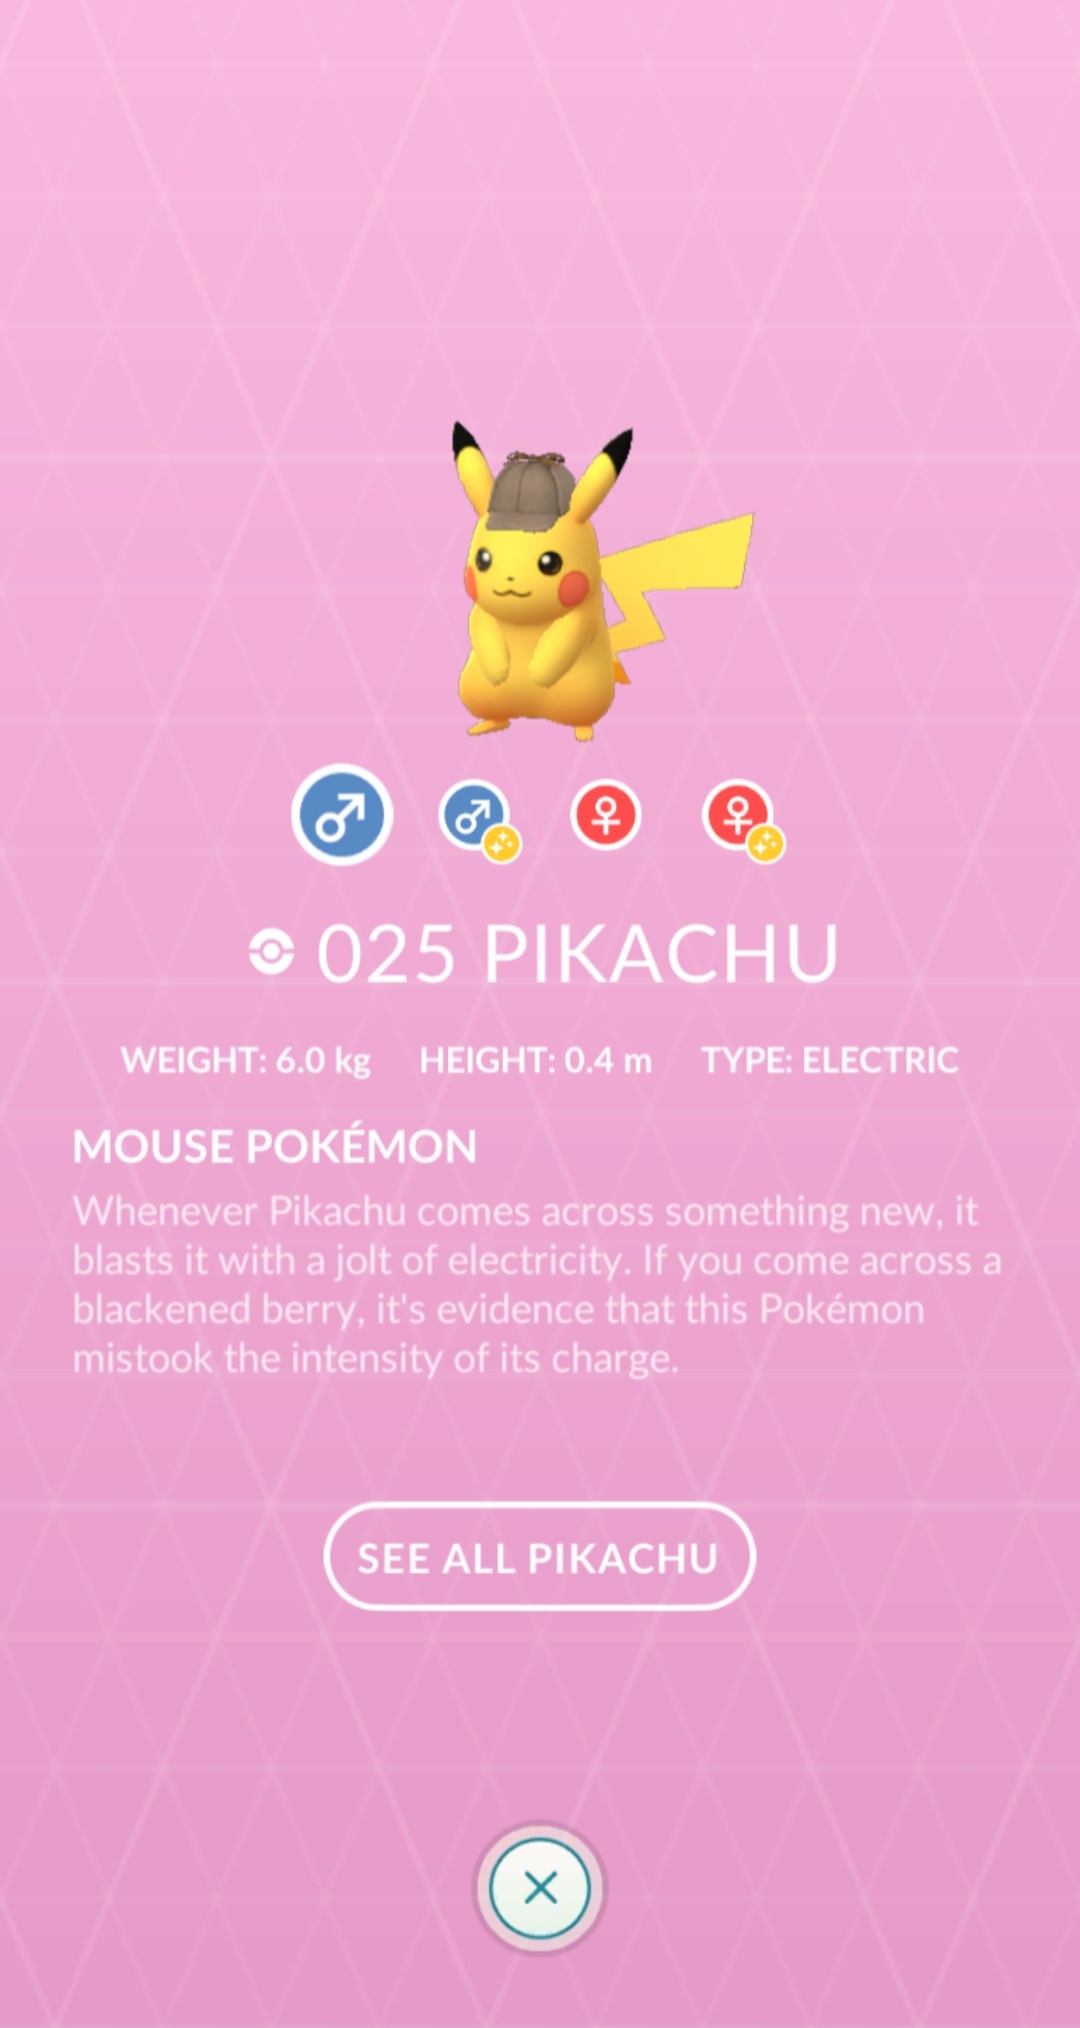 025 PIKACHU
WEIGHT: 6.0 kg HEIGHT: 0.4 m TYPE: ELECTRIC
MOUSE POKÉMON
Whenever Pikachu comes across something new, it
blasts it with a jolt of electricity. If you come across a
blackened berry, it's evidence that this Pokémon
mistook the intensity of its charge.
SEE ALL PIKACHU